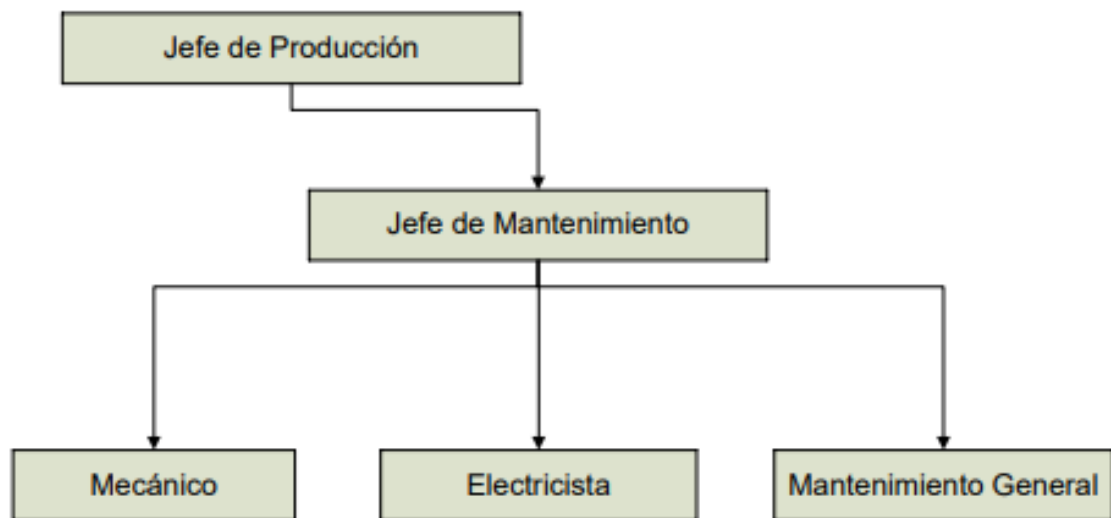 Jefe de Producción
Jefe de Mantenimiento
Mecánico
Electricista
Mantenimiento General